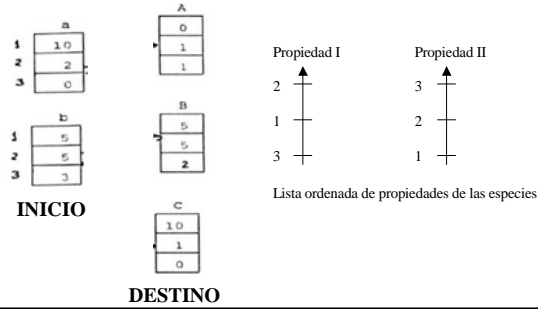 a
1 10
2 2
3 0
b
1 5
2 5
3 3
INICIO
A
0
1
1
B
5
5
2
C
10
1
0
DESTINO
Propiedad I
2
1
3
Propiedad II
3
2
1
Lista ordenada de propiedades de las especies